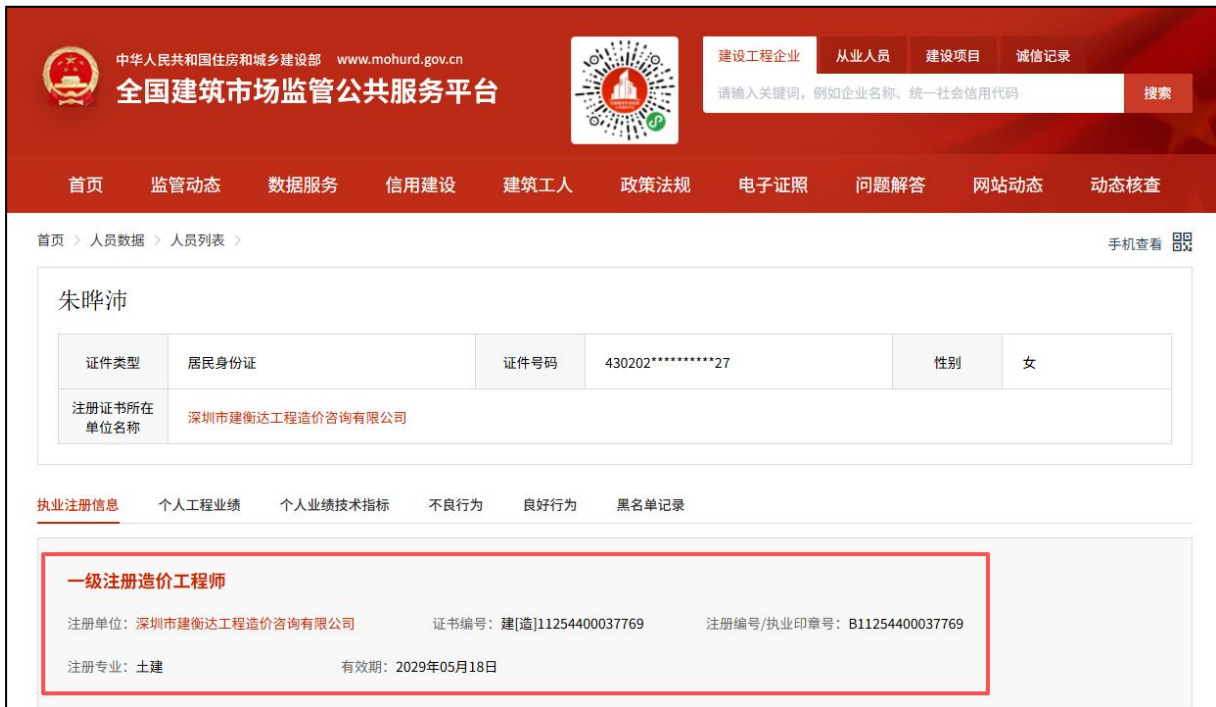 中华人民共和国住房和城乡建设部 www.mohurd.gov.cn
全国建筑市场监管公共服务平台
建设工程企业 从业人员 建设项目 诚信记录
请输入关键词，例如企业名称、统一社会信用代码 搜索
首页 监管动态 数据服务 信用建设 建筑工人 政策法规 电子证照 问题解答 网站动态 动态核查
首页 > 人员数据 > 人员列表 >
手机查看
朱晔沛
证件类型 居民身份证 证件号码 430202**********27 性别 女
注册证书所在
单位名称
深圳市建衡达工程造价咨询有限公司
执业注册信息 个人工程业绩 个人业绩技术指标 不良行为 良好行为 黑名单记录
一级注册造价工程师
注册单位：深圳市建衡达工程造价咨询有限公司 证书编号：建[造]11254400037769 注册编号/执业印章号：B11254400037769
注册专业：土建 有效期：2029年05月18日